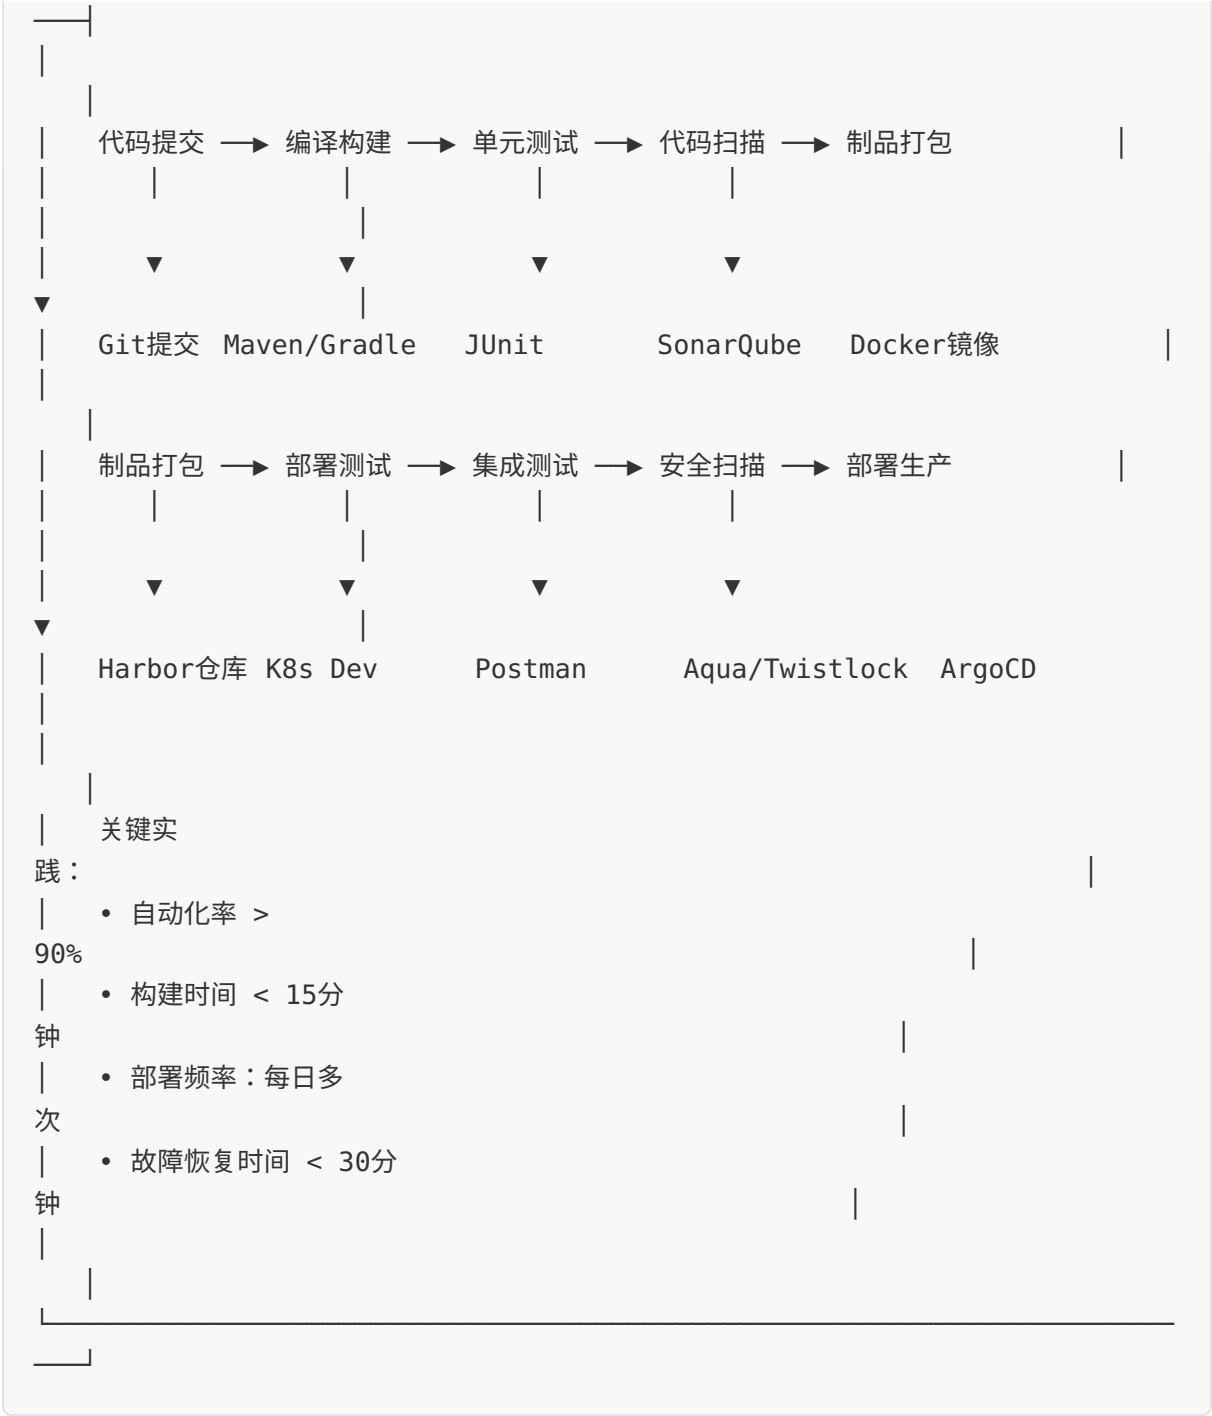 ───┤
│
│
│ 代码提交 ──▶ 编译构建 ──▶ 单元测试 ──▶ 代码扫描 ──▶ 制品打包 │
│ │ │ │ │
│ │
│ ▼ ▼ ▼ ▼
▼ │
│ Git提交 Maven/Gradle JUnit SonarQube Docker镜像 │
│
│
│ 制品打包 ──▶ 部署测试 ──▶ 集成测试 ──▶ 安全扫描 ──▶ 部署生产 │
│ │ │ │ │
│ │
│ ▼ ▼ ▼ ▼
▼ │
│ Harbor仓库 K8s Dev Postman Aqua/Twistlock ArgoCD
│
│
│
│ 关键实
践： │
│ • 自动化率 >
90% │
│ • 构建时间 < 15分
钟 │
│ • 部署频率：每日多
次 │
│ • 故障恢复时间 < 30分
钟 │
│
│
└──────────────────────────────────────────────────────────────────────
───┘